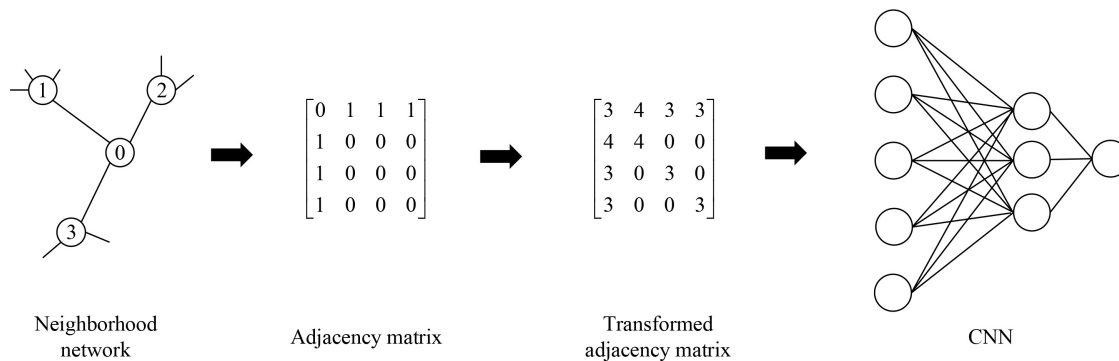 1
2
0
3
0 1 1 1
1 0 0 0
1 0 0 0
1 0 0 0
3 4 3 3
4 4 0 0
3 0 3 0
3 0 0 3
Neighborhood
network
Adjacency matrix
Transformed
adjacency matrix
CNN